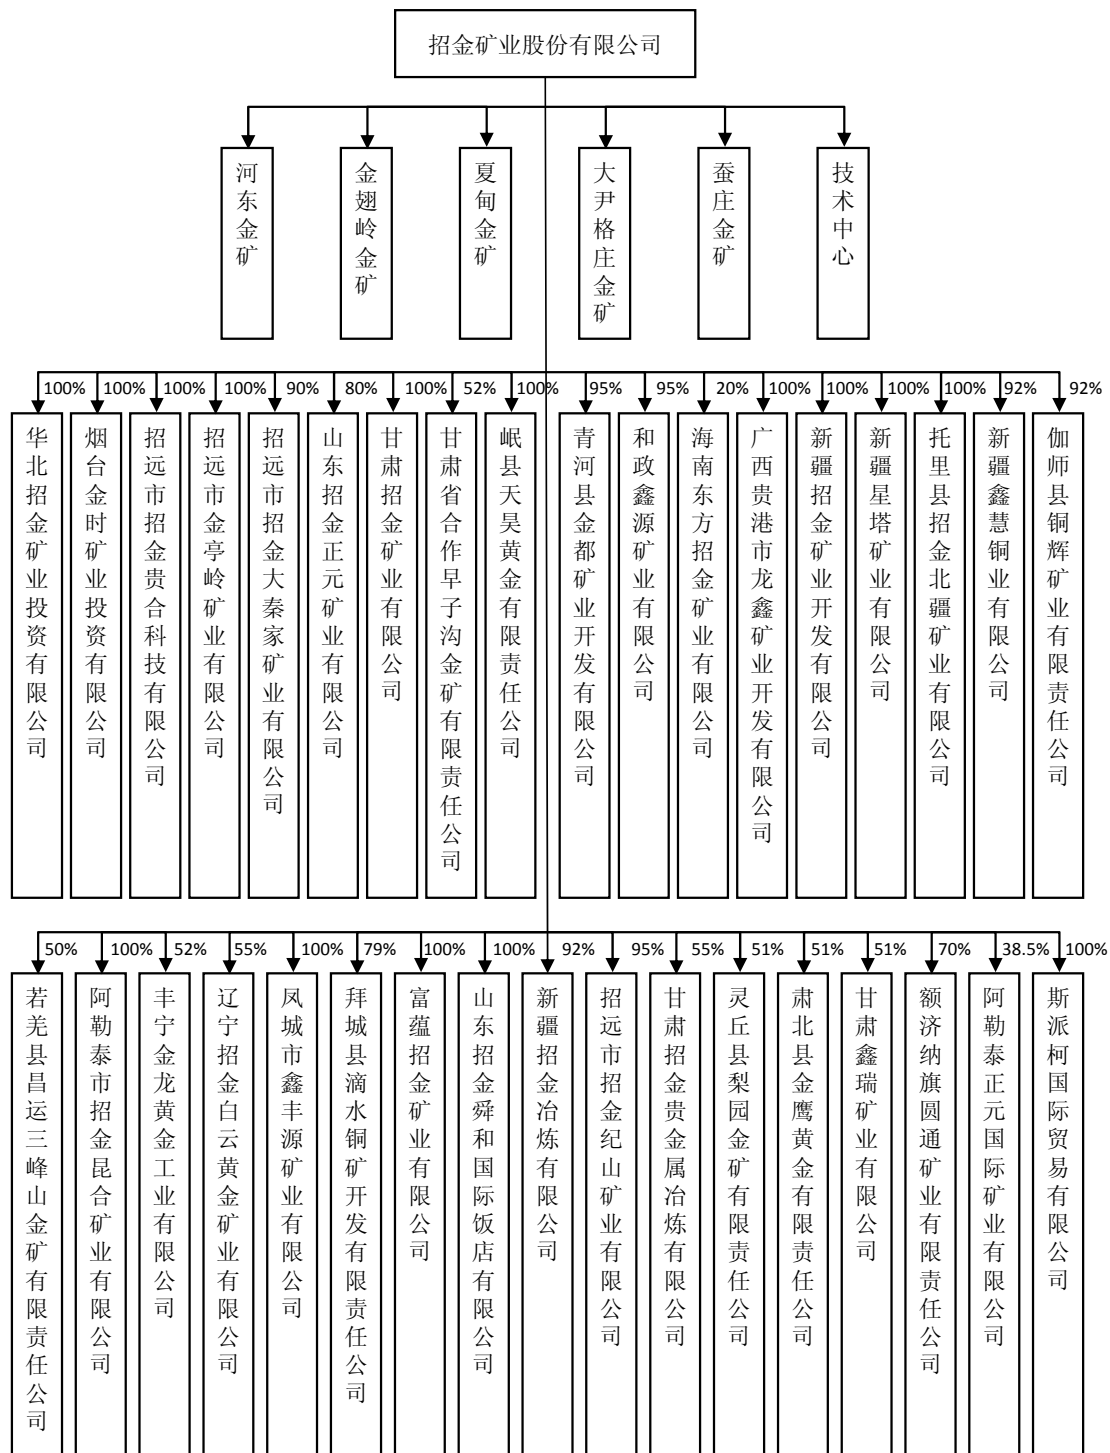 招金矿业股份有限公司
河东金矿
金翅岭金矿
夏甸金矿
大尹格庄金矿
蚕庄金矿
技术中心
100%
100%
100%
100%
90%
80%
100%
52%
100%
95%
95%
20%
100%
100%
100%
100%
92%
92%
华北招金矿业投资有限公司
烟台金时矿业投资有限公司
招远市招金贵合科技有限公司
招远市金亭岭矿业有限公司
招远市招金大秦家矿业有限公司
山东招金正元矿业有限公司
甘肃招金矿业有限公司
甘肃省合作早子沟金矿有限责任公司
岷县天昊黄金有限责任公司
青河县金都矿业开发有限公司
和政鑫源矿业有限公司
海南东方招金矿业有限公司
广西贵港市龙鑫矿业开发有限公司
新疆招金矿业开发有限公司
新疆星塔矿业有限公司
托里县招金北疆矿业有限公司
新疆鑫慧铜业有限公司
伽师县铜辉矿业有限责任公司
50%
100%
52%
55%
100%
79%
100%
100%
92%
95%
55%
51%
51%
51%
70%
38.5%
100%
若羌县昌运三峰山金矿有限责任公司
阿勒泰市招金昆合矿业有限公司
丰宁金龙黄金工业有限公司
辽宁招金白云黄金矿业有限公司
凤城市鑫丰源矿业有限公司
拜城县滴水铜矿开发有限责任公司
富蕴招金矿业有限公司
山东招金舜和国际饭店有限公司
新疆招金冶炼有限公司
招远市招金纪山矿业有限公司
甘肃招金贵金属冶炼有限公司
灵丘县梨园金矿有限责任公司
肃北县金鹰黄金有限责任公司
甘肃鑫瑞矿业有限公司
额济纳旗圆通矿业有限责任公司
阿勒泰正元国际矿业有限公司
斯派柯国际贸易有限公司